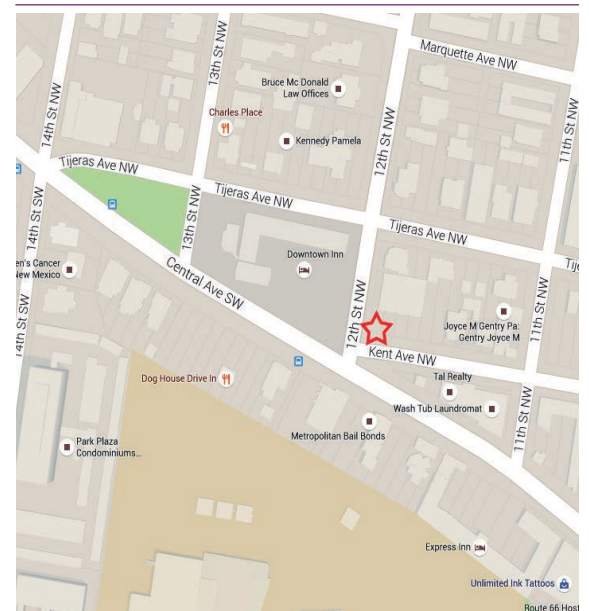 Marquette Ave NW
13th St NW
12th St NW
14th St NW
11th St NW
Bruce Mc Donald
Law Offices
Charles Place
Kennedy Pamela
Tijeras Ave NW
Tijeras Ave NW
Tijeras Ave NW
Tije
14th St SW
13th St NW
Downtown Inn
en's Cancer
New Mexico
Central Ave SW
12th St NW
11th St NW
14th St SW
Joyce M Gentry Pa:
Gentry Joyce M
Kent Ave NW
Dog House Drive In
Tal Realty
Wash Tub Laundromat
11th St NW
Metropolitan Bail Bonds
Park Plaza
Condominiums...
Express Inn
Unlimited Ink Tattoos
Route 66 Host